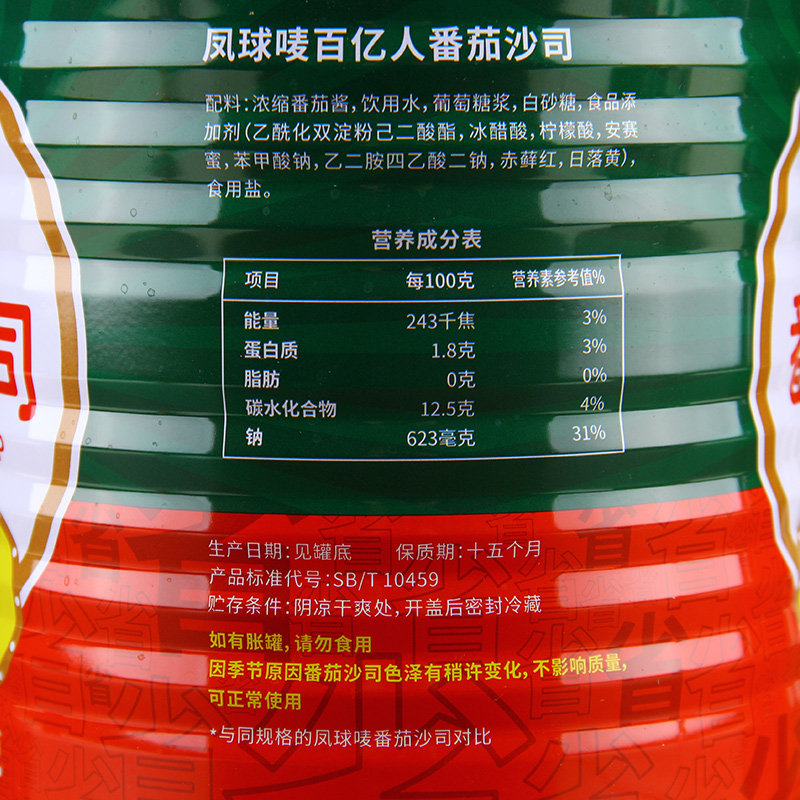 凤球唛百亿人番茄沙司
配料:浓缩番茄酱,饮用水,葡萄糖浆,白砂糖,食品添
加剂(乙酰化双淀粉己二酸酯,冰醋酸,柠檬酸,安赛
蜜,苯甲酸钠,乙二胺四乙酸二钠,赤藓红,日落黄),
食用盐。
营养成分表
项目 每100克 营养素参考值%
能量 243千焦 3%
蛋白质 1.8克 3%
脂肪 0克 0%
碳水化合物 12.5克 4%
钠 623毫克 31%
生产日期:见罐底 保质期:十五个月
产品标准代号:SB/T 10459
贮存条件:阴凉干爽处,开盖后密封冷藏
如有胀罐,请勿食用
因季节原因番茄沙司色泽有稍许变化,不影响质量,
可正常使用
*与同规格的凤球唛番茄沙司对比
司
省